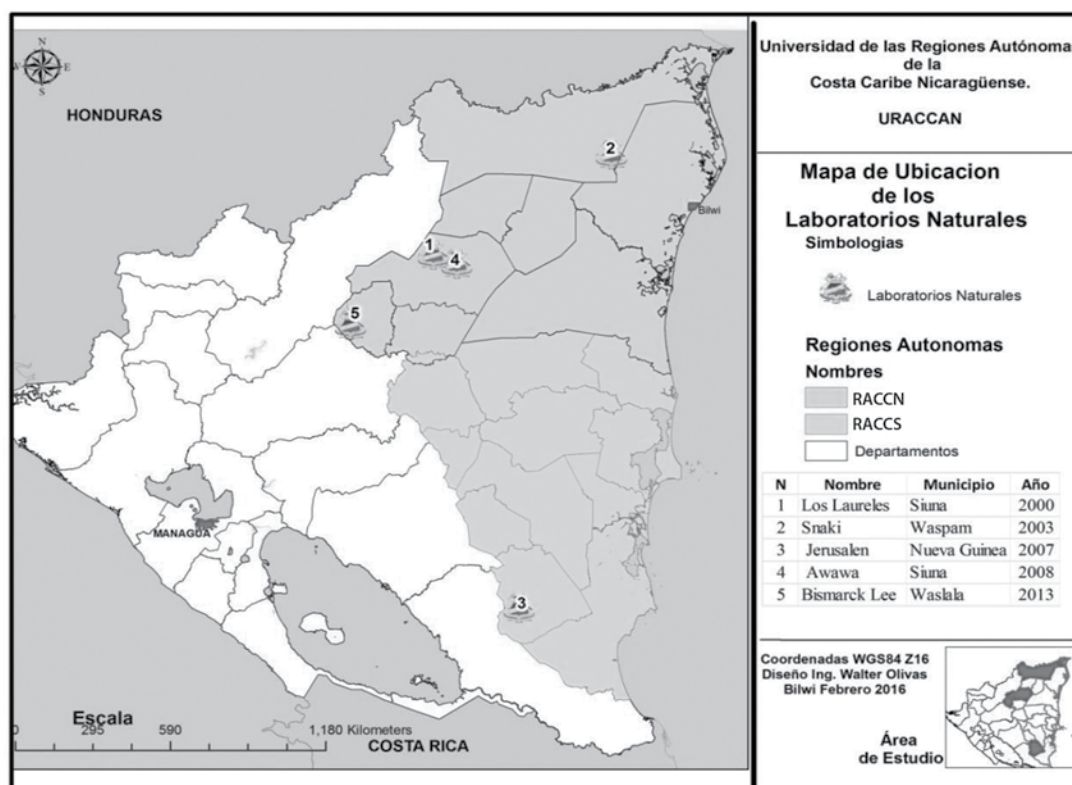 N
W E
S
HONDURAS
2
Bilwi
1
4
5
MANAGUA
3
Escala
0 295 590 1,180 Kilometers
COSTA RICA
Universidad de las Regiones Autónoma
de la
Costa Caribe Nicaragüense.
URACCAN
Mapa de Ubicacion
de los
Laboratorios Naturales
Simbologias
Laboratorios Naturales
Regiones Autonomas
Nombres
RACCN
RACCS
Departamentos
N Nombre Municipio Año
1 Los Laureles Siuna 2000
2 Snaki Waspam 2003
3 Jerusalen Nueva Guinea 2007
4 Awawa Siuna 2008
5 Bismarck Lee Waslala 2013
Coordenadas WGS84 Z16
Diseño Ing. Walter Olivas
Bilwi Febrero 2016
Área
de Estudio